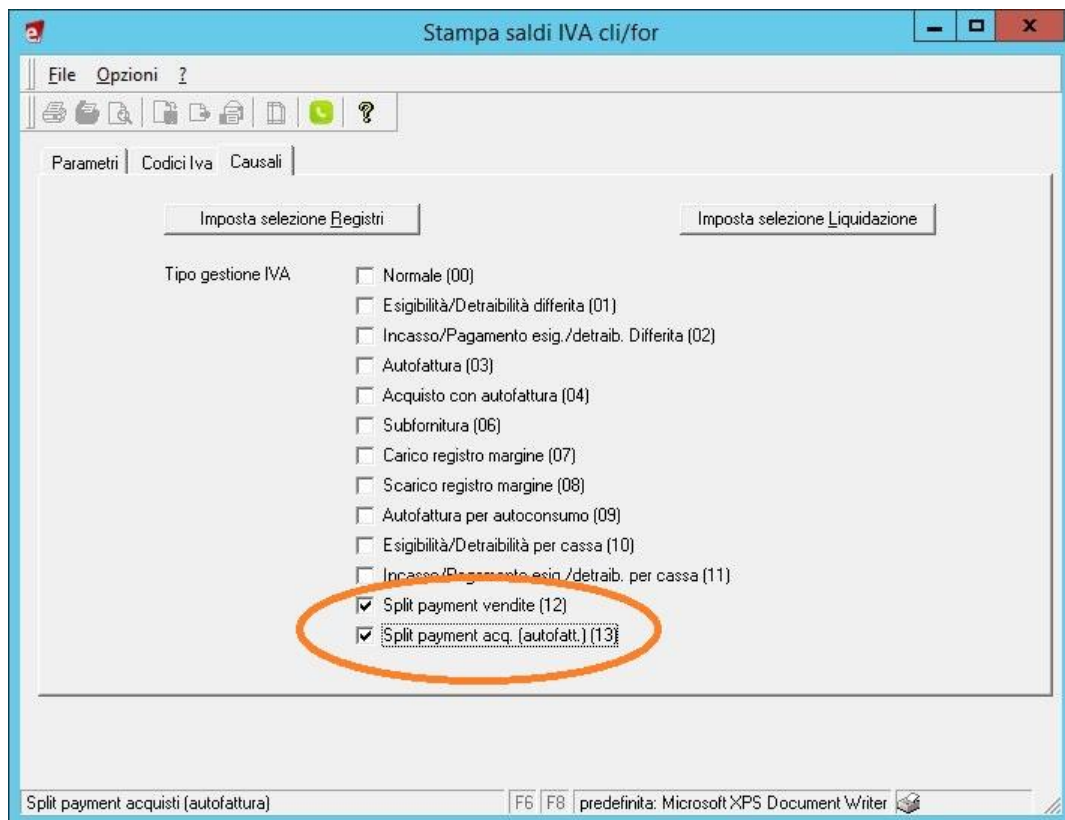 e
Stampa saldi IVA cli/for
File Opzioni ?
Parametri Codici Iva Causali
Imposta selezione Registri Imposta selezione Liquidazione
Tipo gestione IVA Normale (00)
Esigibilità/Detraibilità differita (01)
Incasso/Pagamento esig./detraib. Differita (02)
Autofattura (03)
Acquisto con autofattura (04)
Subfornitura (06)
Carico registro margine (07)
Scarico registro margine (08)
Autofattura per autoconsumo (09)
Esigibilità/Detraibilità per cassa (10)
Incasso/Pagamento esig./detraib. per cassa (11)
Split payment vendite (12)
Split payment acq. (autofatt.) (13)
Split payment acquisti (autofattura) F6 F8 predefinita: Microsoft XPS Document Writer